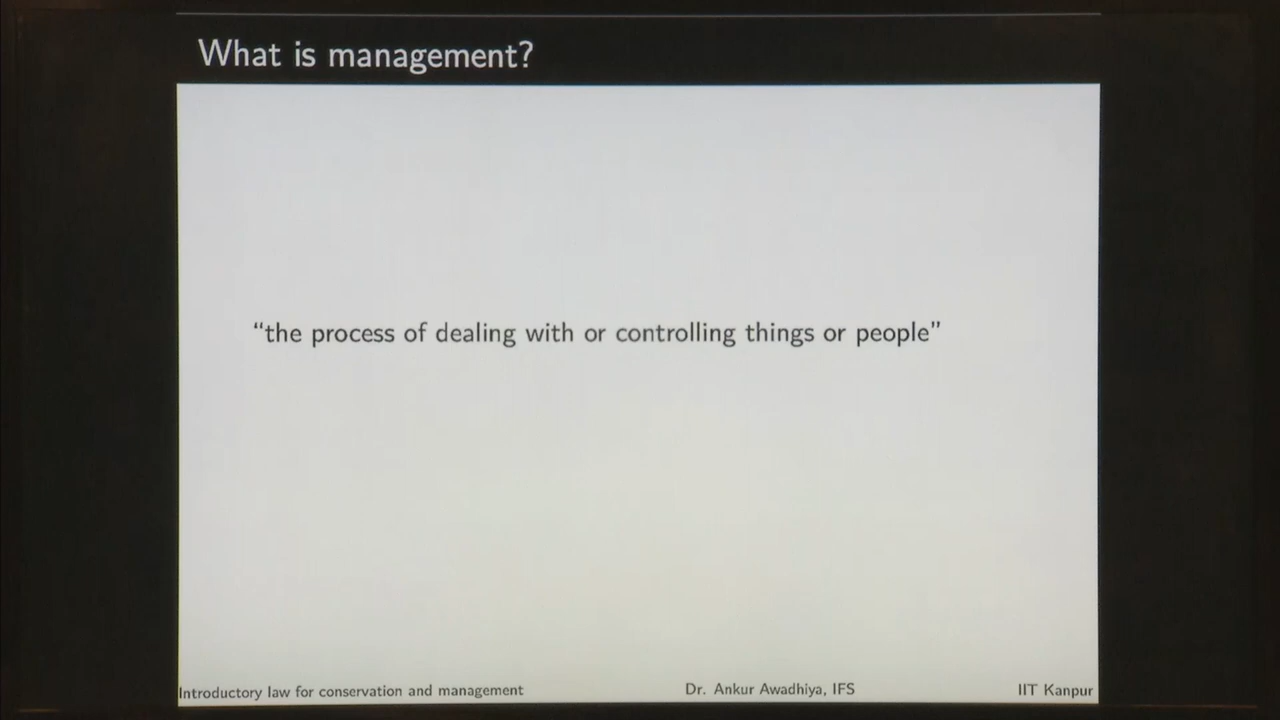 What is management?
“the process of dealing with or controlling things or people”
Introductory law for conservation and management
Dr. Ankur Awadhiya, IFS
IIT Kanpur